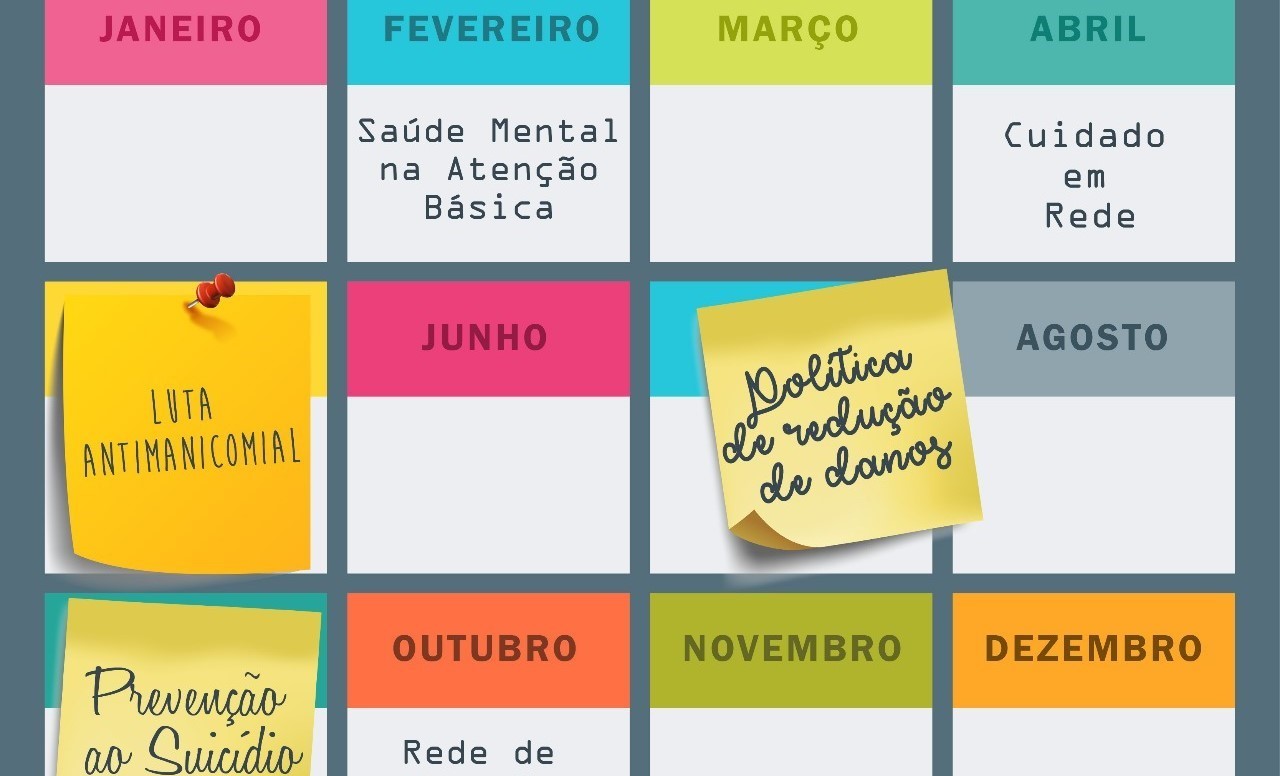 JANEIRO
FEVEREIRO
MARÇO
ABRIL
Saúde Mental
na Atenção
Básica
Cuidado
em
Rede
LUTA
ANTIMANICOMIAL
JUNHO
Política
de redução
de danos
AGOSTO
Prevenção
ao Suicídio
OUTUBRO
Rede de
NOVEMBRO
DEZEMBRO